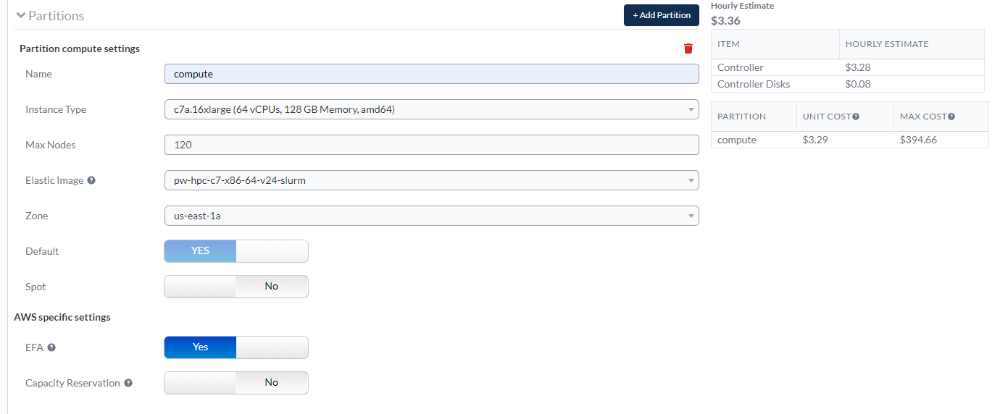 Partitions
+ Add Partition
Partition compute settings
Name
compute
Instance Type
c7a.16xlarge (64 vCPUs, 128 GB Memory, amd64)
Max Nodes
120
Elastic Image
pw-hpc-c7-x86-64-v24-slurm
Zone
us-east-1a
Default
YES
Spot
No
AWS specific settings
EFA
Yes
Capacity Reservation
No
Hourly Estimate
$3.36
ITEM HOURLY ESTIMATE
Controller $3.28
Controller Disks $0.08
PARTITION UNIT COST MAX COST
compute $3.29 $394.66